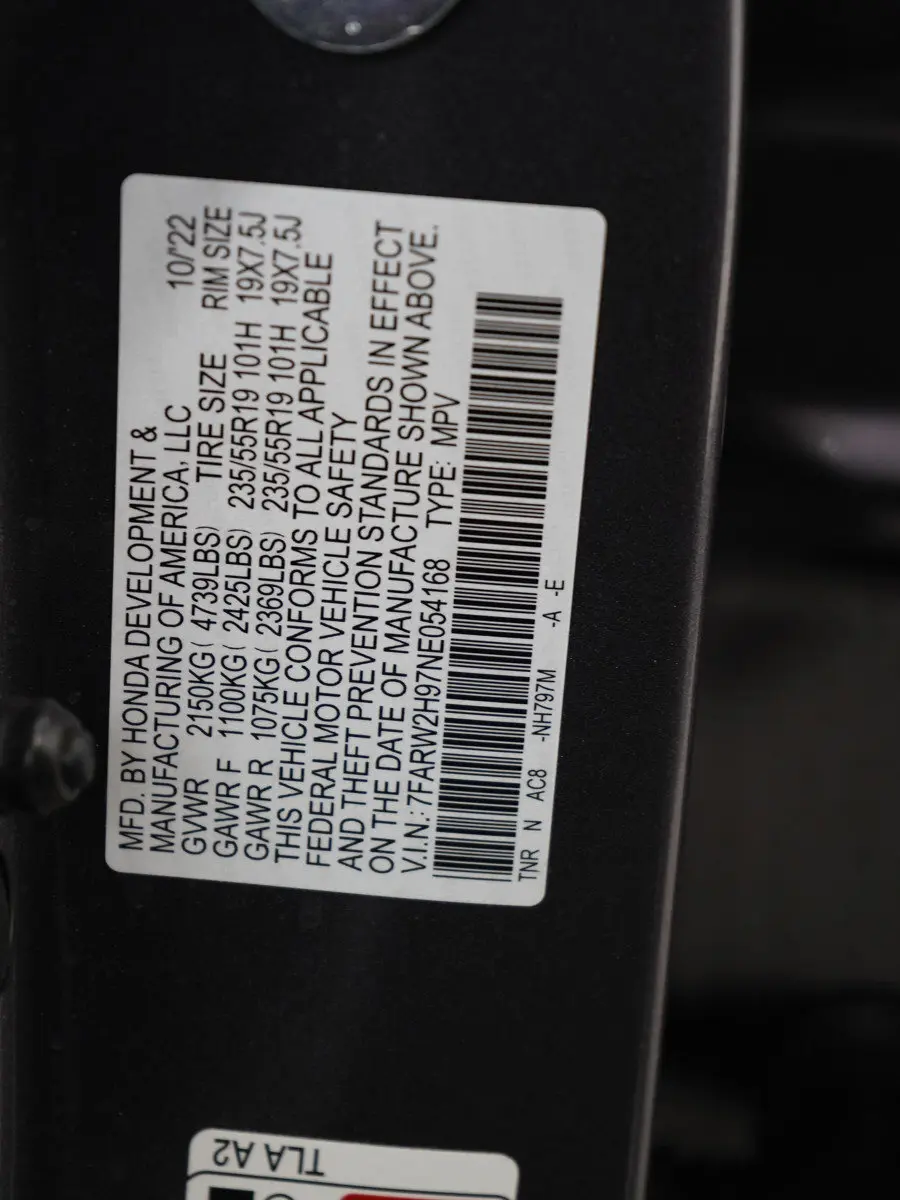 MFD. BY HONDA DEVELOPMENT &
MANUFACTURING OF AMERICA, LLC 10/'22
GVWR 2150KG( 4739LBS) TIRE SIZE RIM SIZE
GAWR F 1100KG( 2425LBS) 235/55R19 101H 19X7.5J
GAWR R 1075KG( 2369LBS) 235/55R19 101H 19X7.5J
THIS VEHICLE CONFORMS TO ALL APPLICABLE
FEDERAL MOTOR VEHICLE SAFETY
AND THEFT PREVENTION STANDARDS IN EFFECT
ON THE DATE OF MANUFACTURE SHOWN ABOVE.
V.I.N.:7FARW2H97NE054168 TYPE: MPV
TNR N AC8 -NH797M -A -E
TLA A2